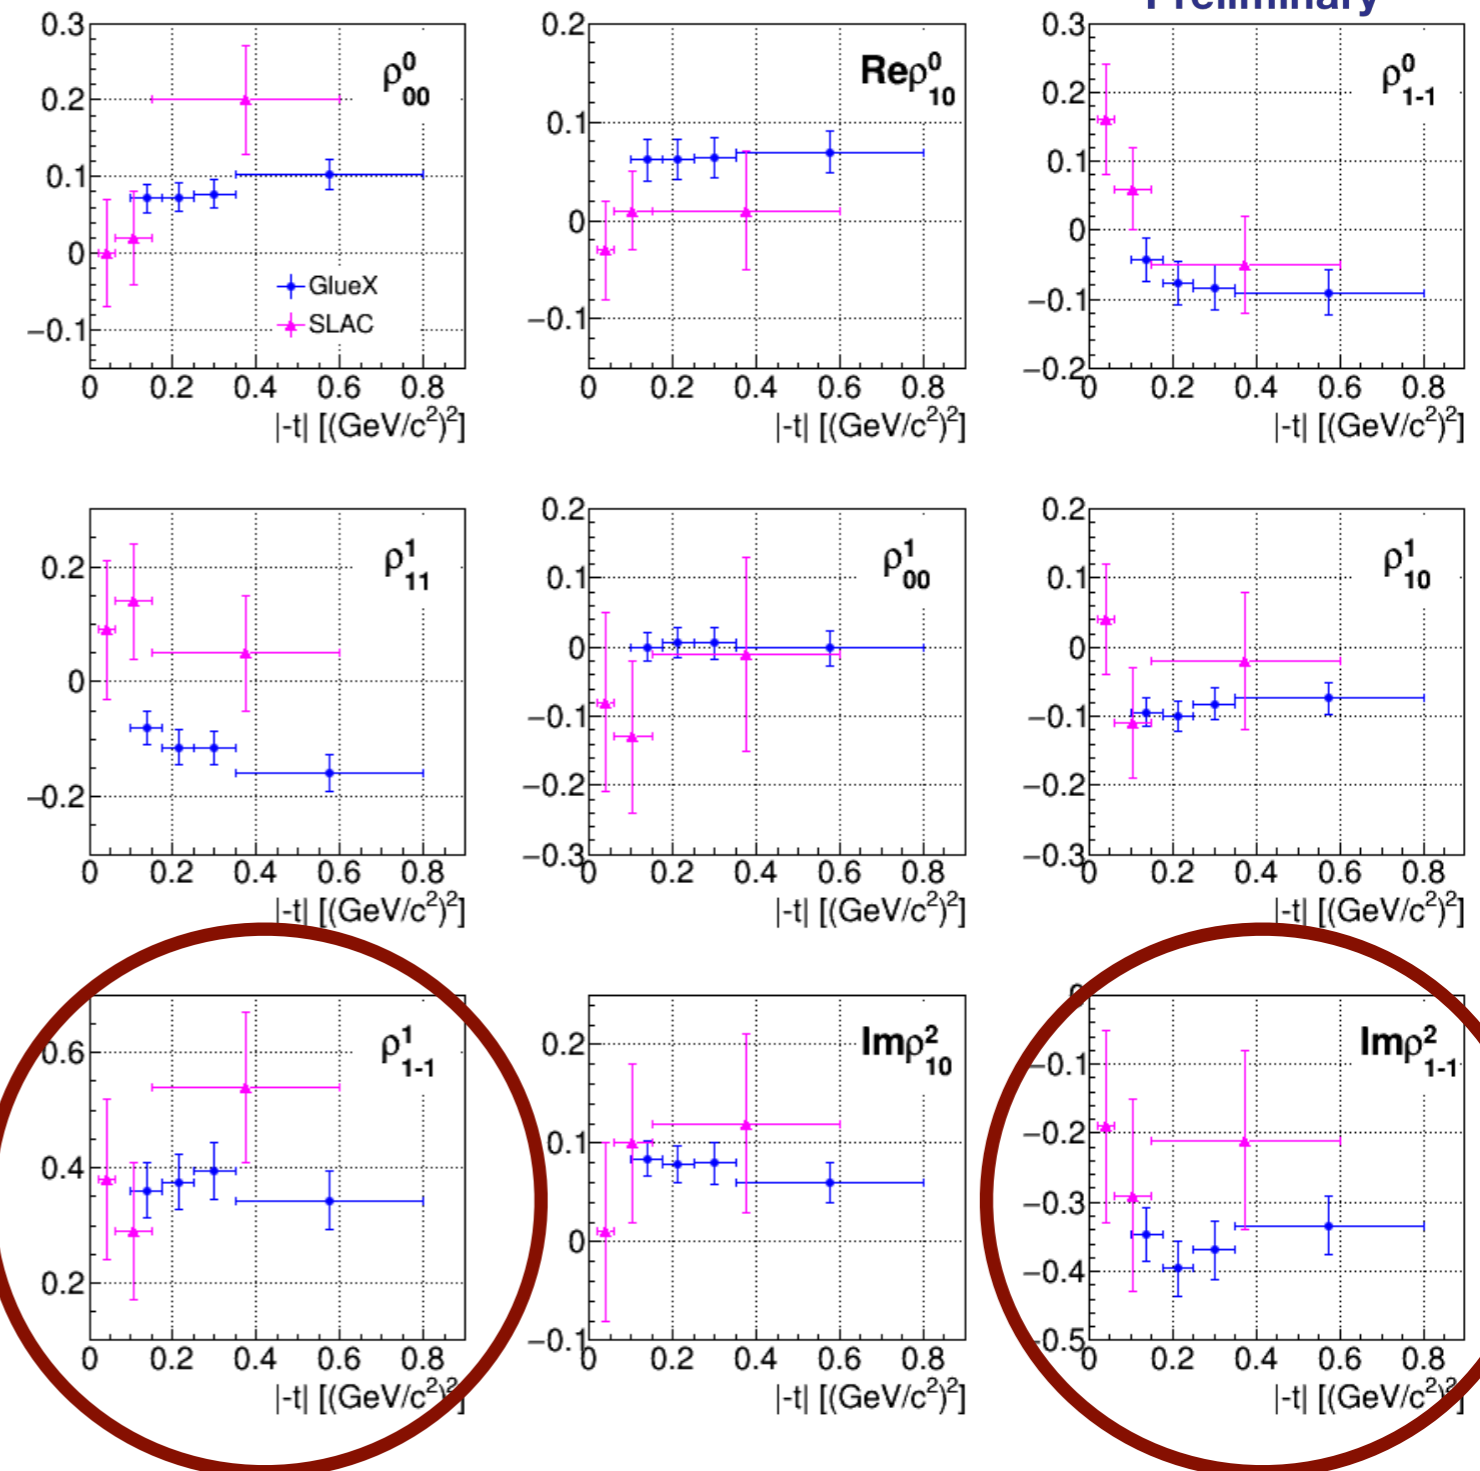 Preliminary
0.3
ρ⁰₀₀
0.2
0.1
0
GlueX
SLAC
−0.1
0 0.2 0.4 0.6 0.8
|-t| [(GeV/c²)²]
0.2
Reρ⁰₁₀
0.1
0
−0.1
0 0.2 0.4 0.6 0.8
|-t| [(GeV/c²)²]
0.3
ρ⁰₁₋₁
0.2
0.1
0
−0.1
−0.2
0 0.2 0.4 0.6 0.8
|-t| [(GeV/c²)²]
ρ¹₁₁
0.2
0
−0.2
0 0.2 0.4 0.6 0.8
|-t| [(GeV/c²)²]
0.2
ρ¹₀₀
0.1
0
−0.1
−0.2
−0.3
0 0.2 0.4 0.6 0.8
|-t| [(GeV/c²)²]
0.2
ρ¹₁₀
0.1
0
−0.1
−0.2
−0.3
0 0.2 0.4 0.6 0.8
|-t| [(GeV/c²)²]
ρ¹₁₋₁
0.6
0.4
0.2
0 0.2 0.4 0.6 0.8
|-t| [(GeV/c²)²]
Imρ²₁₀
0.2
0.1
0
−0.1
0 0.2 0.4 0.6 0.8
|-t| [(GeV/c²)²]
0
Imρ²₁₋₁
−0.1
−0.2
−0.3
−0.4
−0.5
0 0.2 0.4 0.6 0.8
|-t| [(GeV/c²)²]